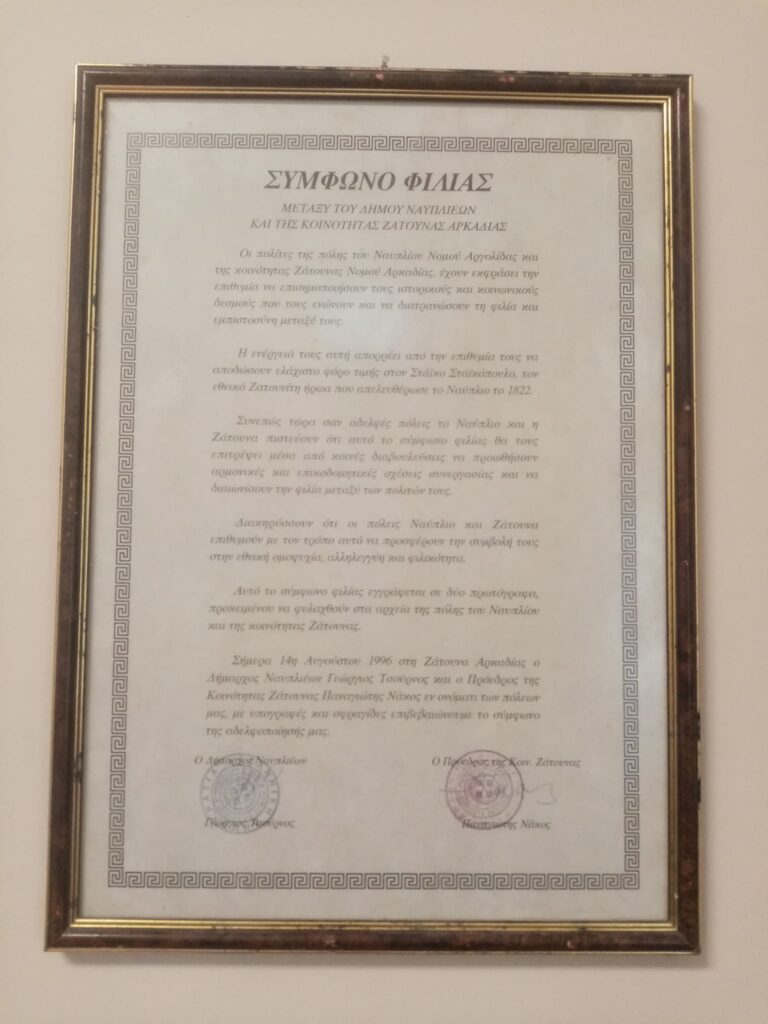 ΣΥΜΦΩΝΟ ΦΙΛΙΑΣ
ΜΕΤΑΞΥ ΤΟΥ ΔΗΜΟΥ ΝΑΥΠΛΙΕΩΝ
ΚΑΙ ΤΗΣ ΚΟΙΝΟΤΗΤΑΣ ΖΑΤΟΥΝΑΣ ΑΡΚΑΔΙΑΣ
Οι πολίτες της πόλης του Ναυπλίου Νομού Αργολίδας και
της κοινότητας Ζάτουνας Νομού Αρκαδίας, έχουν εκφράσει την
επιθυμία να επισημοποιήσουν τους ιστορικούς και κοινωνικούς
δεσμούς που τους ενώνουν και να διατρανώσουν τη φιλία και
εμπιστοσύνη μεταξύ τους.
Η ενέργειά τους αυτή απορρέει από την επιθυμία τους να
αποδώσουν ελάχιστο φόρο τιμής στον Στάϊκο Σταϊκόπουλο, τον
εθνικό Ζατουνίτη ήρωα που απελευθέρωσε το Ναύπλιο το 1822.
Συνεπώς τώρα σαν αδελφές πόλεις το Ναύπλιο και η
Ζάτουνα πιστεύουν ότι αυτό το σύμφωνο φιλίας θα τους
επιτρέψει μέσα από κοινές διαβουλεύσεις να προωθήσουν
αρμονικές και επικοδομητικές σχέσεις συνεργασίας και να
διαιωνίσουν την φιλία μεταξύ των πολιτών τους.
Διακηρύσσουν ότι οι πόλεις Ναύπλιο και Ζάτουνα
επιθυμούν με τον τρόπο αυτό να προσφέρουν την συμβολή τους
στην εθνική ομοψυχία, αλληλεγγύη και φιλικότητα.
Αυτό το σύμφωνο φιλίας εγγράφεται σε δύο πρωτόγραφα,
προκειμένου να φυλαχθούν στα αρχεία της πόλης του Ναυπλίου
και της κοινότητας Ζάτουνας.
Σήμερα 14η Αυγούστου 1996 στη Ζάτουνα Αρκαδίας ο
Δήμαρχος Ναυπλιέων Γεώργιος Τσούρνος και ο Πρόεδρος της
Κοινότητας Ζάτουνας Παναγιώτης Νάκος εν ονόματι των πόλεων
μας, με υπογραφές και σφραγίδες επιβεβαιώνουμε το σύμφωνο
της αδελφοποίησής μας.
Ο Δήμαρχος Ναυπλιέων
Ο Πρόεδρος της Κοιν. Ζάτουνας
Γεώργιος Τσούρνος
Παναγιώτης Νάκος